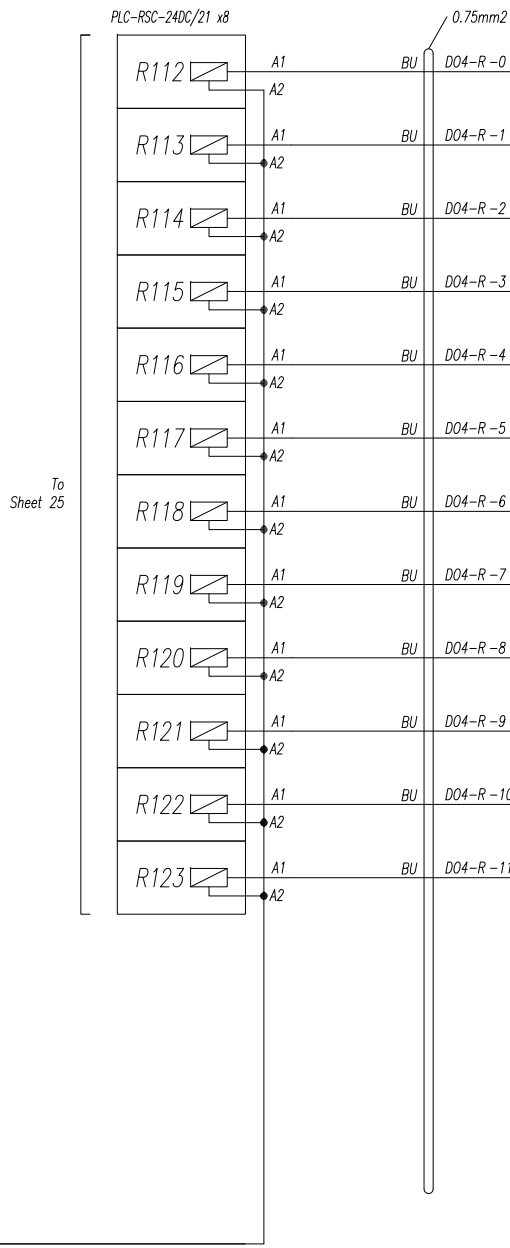 PLC-RSC-24DC/21 x8
0.75mm2
R112 A1 BU D04-R-0
A2
R113 A1 BU D04-R-1
A2
R114 A1 BU D04-R-2
A2
R115 A1 BU D04-R-3
A2
R116 A1 BU D04-R-4
A2
R117 A1 BU D04-R-5
A2
To
Sheet 25
R118 A1 BU D04-R-6
A2
R119 A1 BU D04-R-7
A2
R120 A1 BU D04-R-8
A2
R121 A1 BU D04-R-9
A2
R122 A1 BU D04-R-10
A2
R123 A1 BU D04-R-11
A2